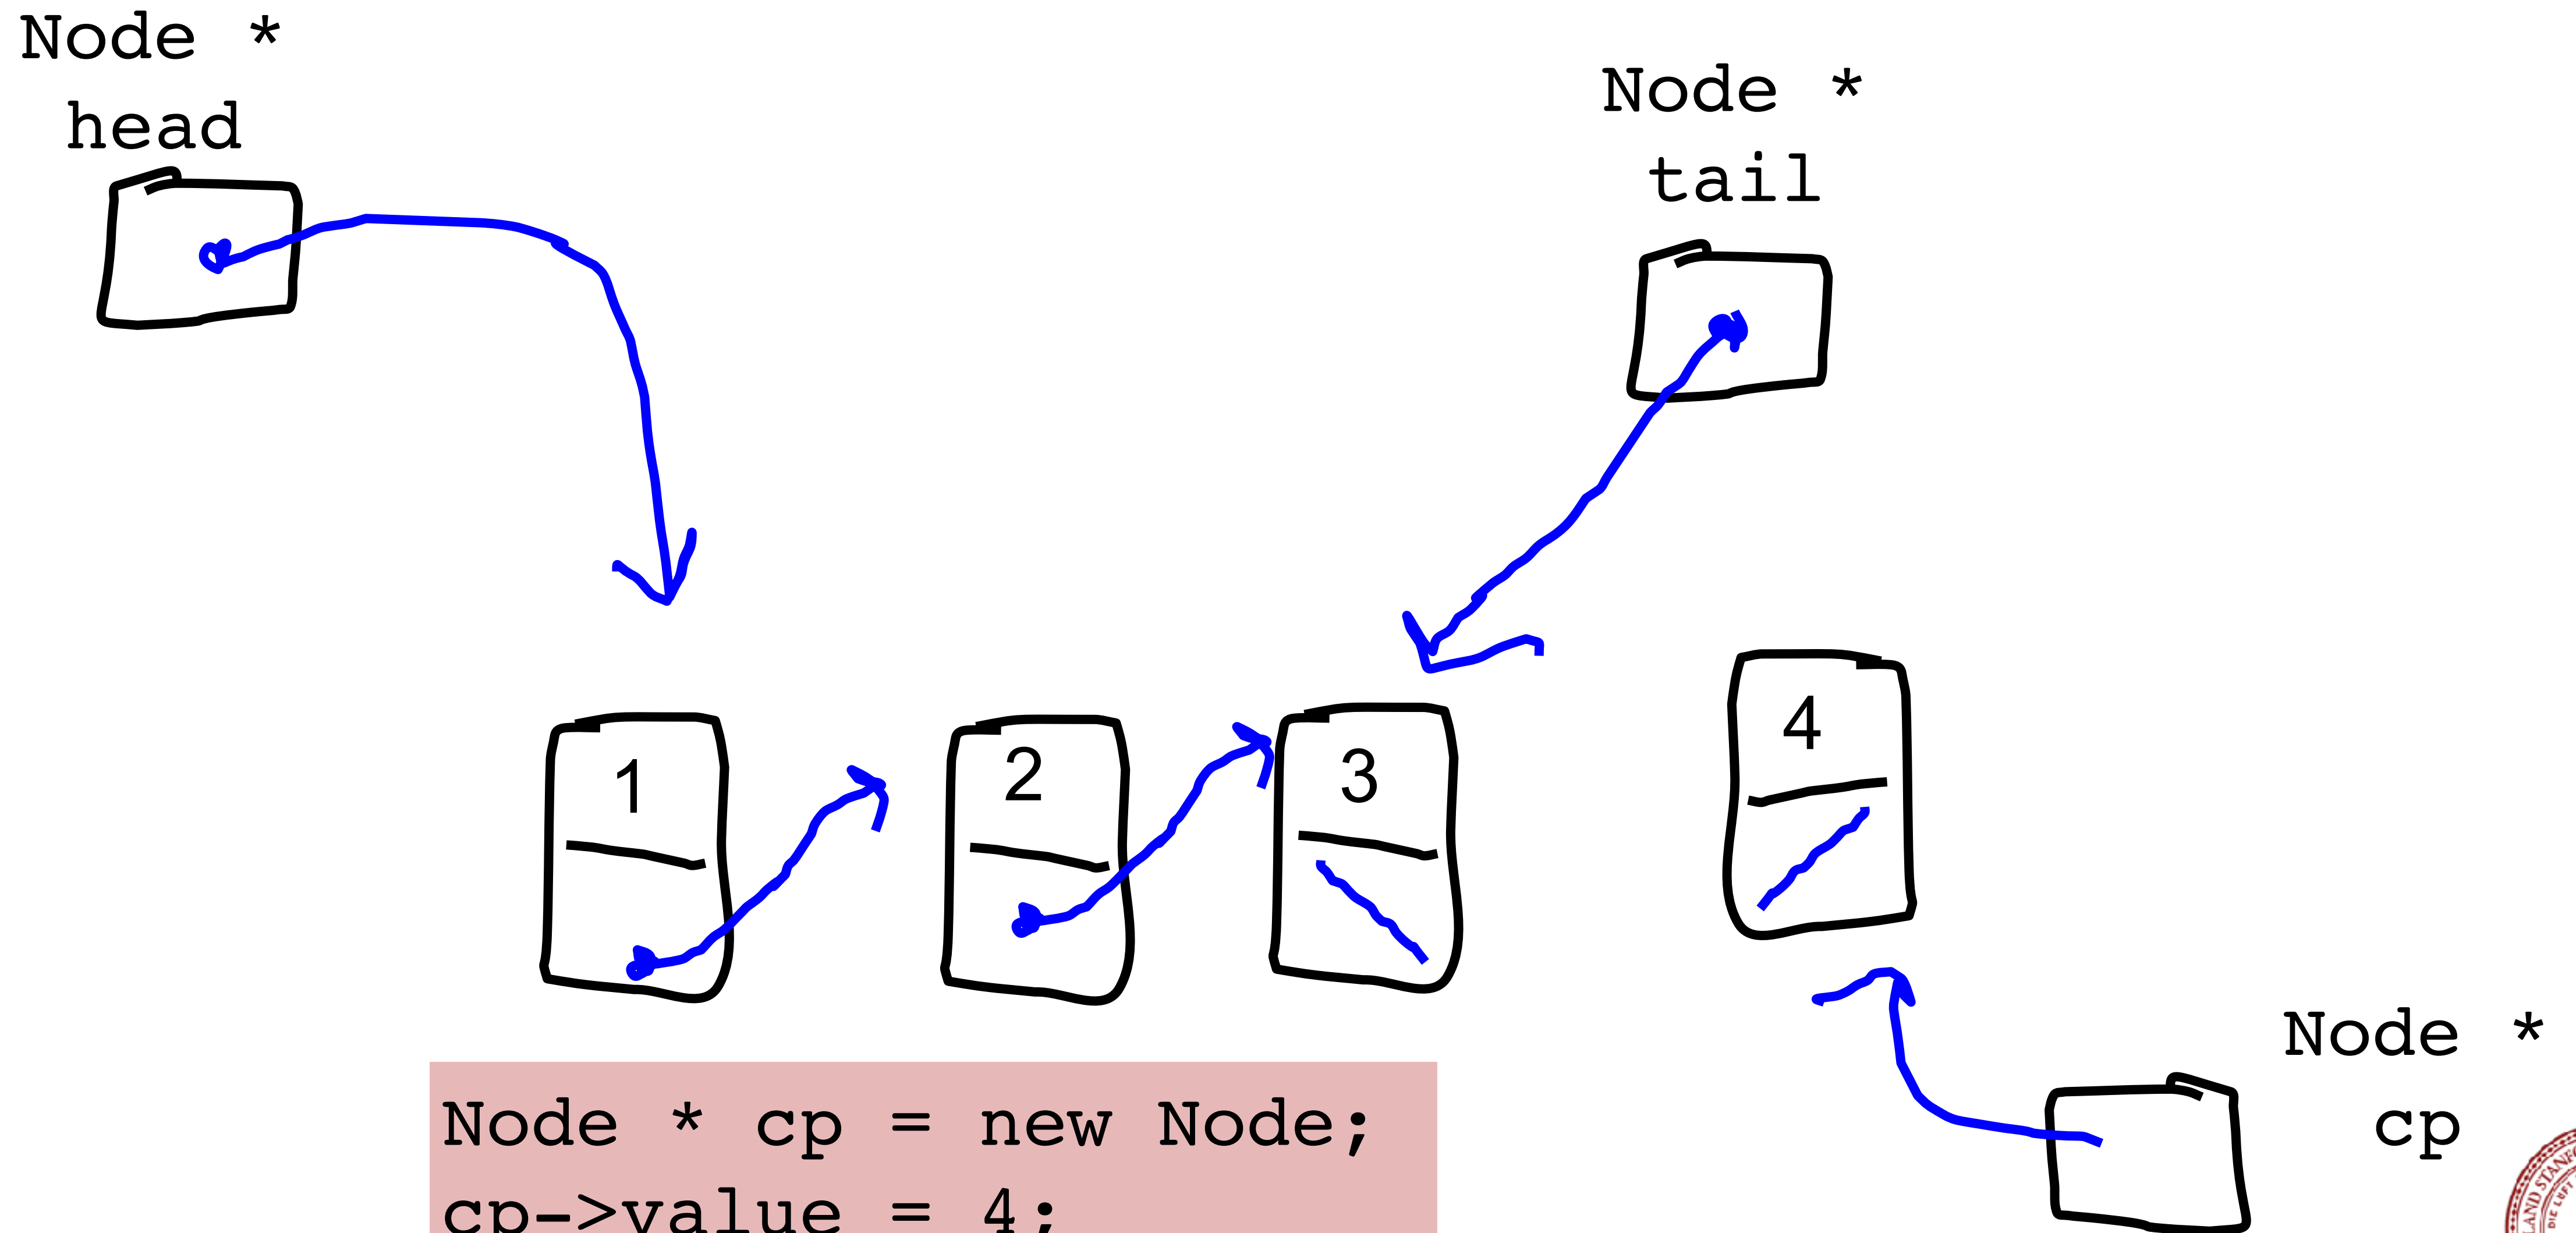 Node *
head
Node *
tail
1
2
3
4
Node *
cp
Node * cp = new Node;
cp->value = 4;